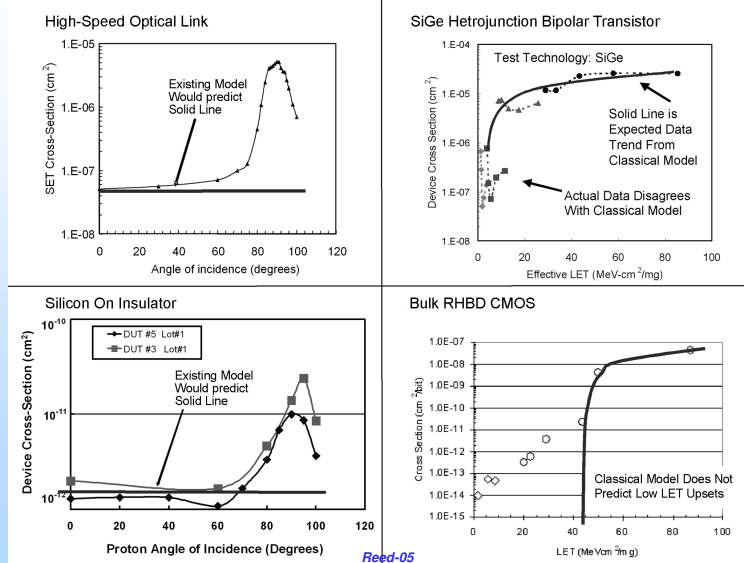 High-Speed Optical Link
1.E-05
1.E-06
1.E-07
1.E-08
SET Cross-Section (cm2)
Existing Model
Would predict
Solid Line
0 20 40 60 80 100 120
Angle of incidence (degrees)
SiGe Hetrojunction Bipolar Transistor
1.E-04
1.E-05
1.E-06
1.E-07
1.E-08
Device Cross Section (cm2)
Test Technology: SiGe
Solid Line is
Expected Data
Trend From
Classical Model
Actual Data Disagrees
With Classical Model
0 20 40 60 80 100
Effective LET (MeV-cm2/mg)
Silicon On Insulator
10-10
10-11
10-12
Device Cross-Section (cm2)
DUT #5 Lot#1
DUT #3 Lot#1
Existing Model
Would predict
Solid Line
0 20 40 60 80 100 120
Proton Angle of Incidence (Degrees)
Bulk RHBD CMOS
1.0E-07
1.0E-08
1.0E-09
1.0E-10
1.0E-11
1.0E-12
1.0E-13
1.0E-14
1.0E-15
Cross Section (cm2/bit)
Classical Model Does Not
Predict Low LET Upsets
0 20 40 60 80 100
LET (MeVcm2/mg)
Reed-05